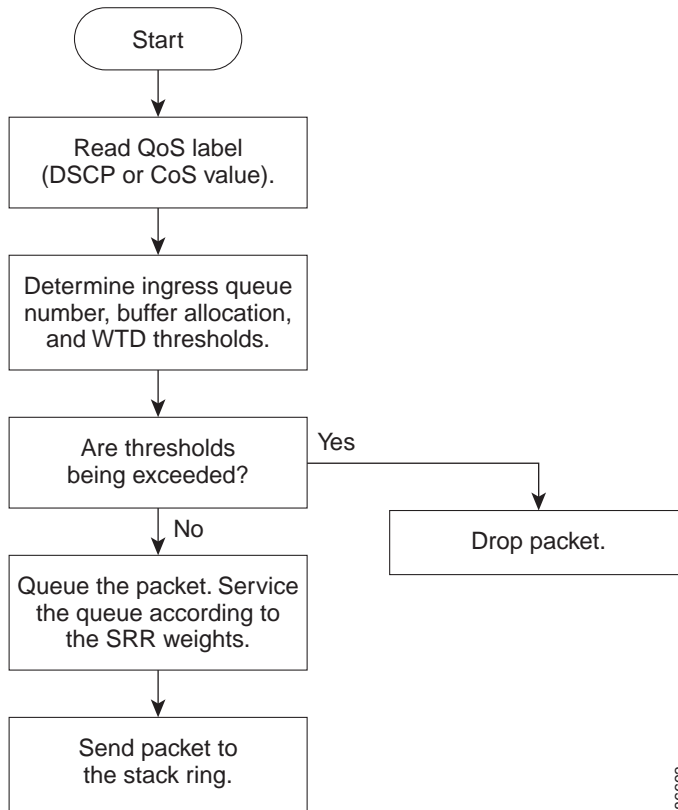 Start
Read QoS label
(DSCP or CoS value).
Determine ingress queue
number, buffer allocation,
and WTD thresholds.
Are thresholds
being exceeded?
Yes
No
Drop packet.
Queue the packet. Service
the queue according to
the SRR weights.
Send packet to
the stack ring.